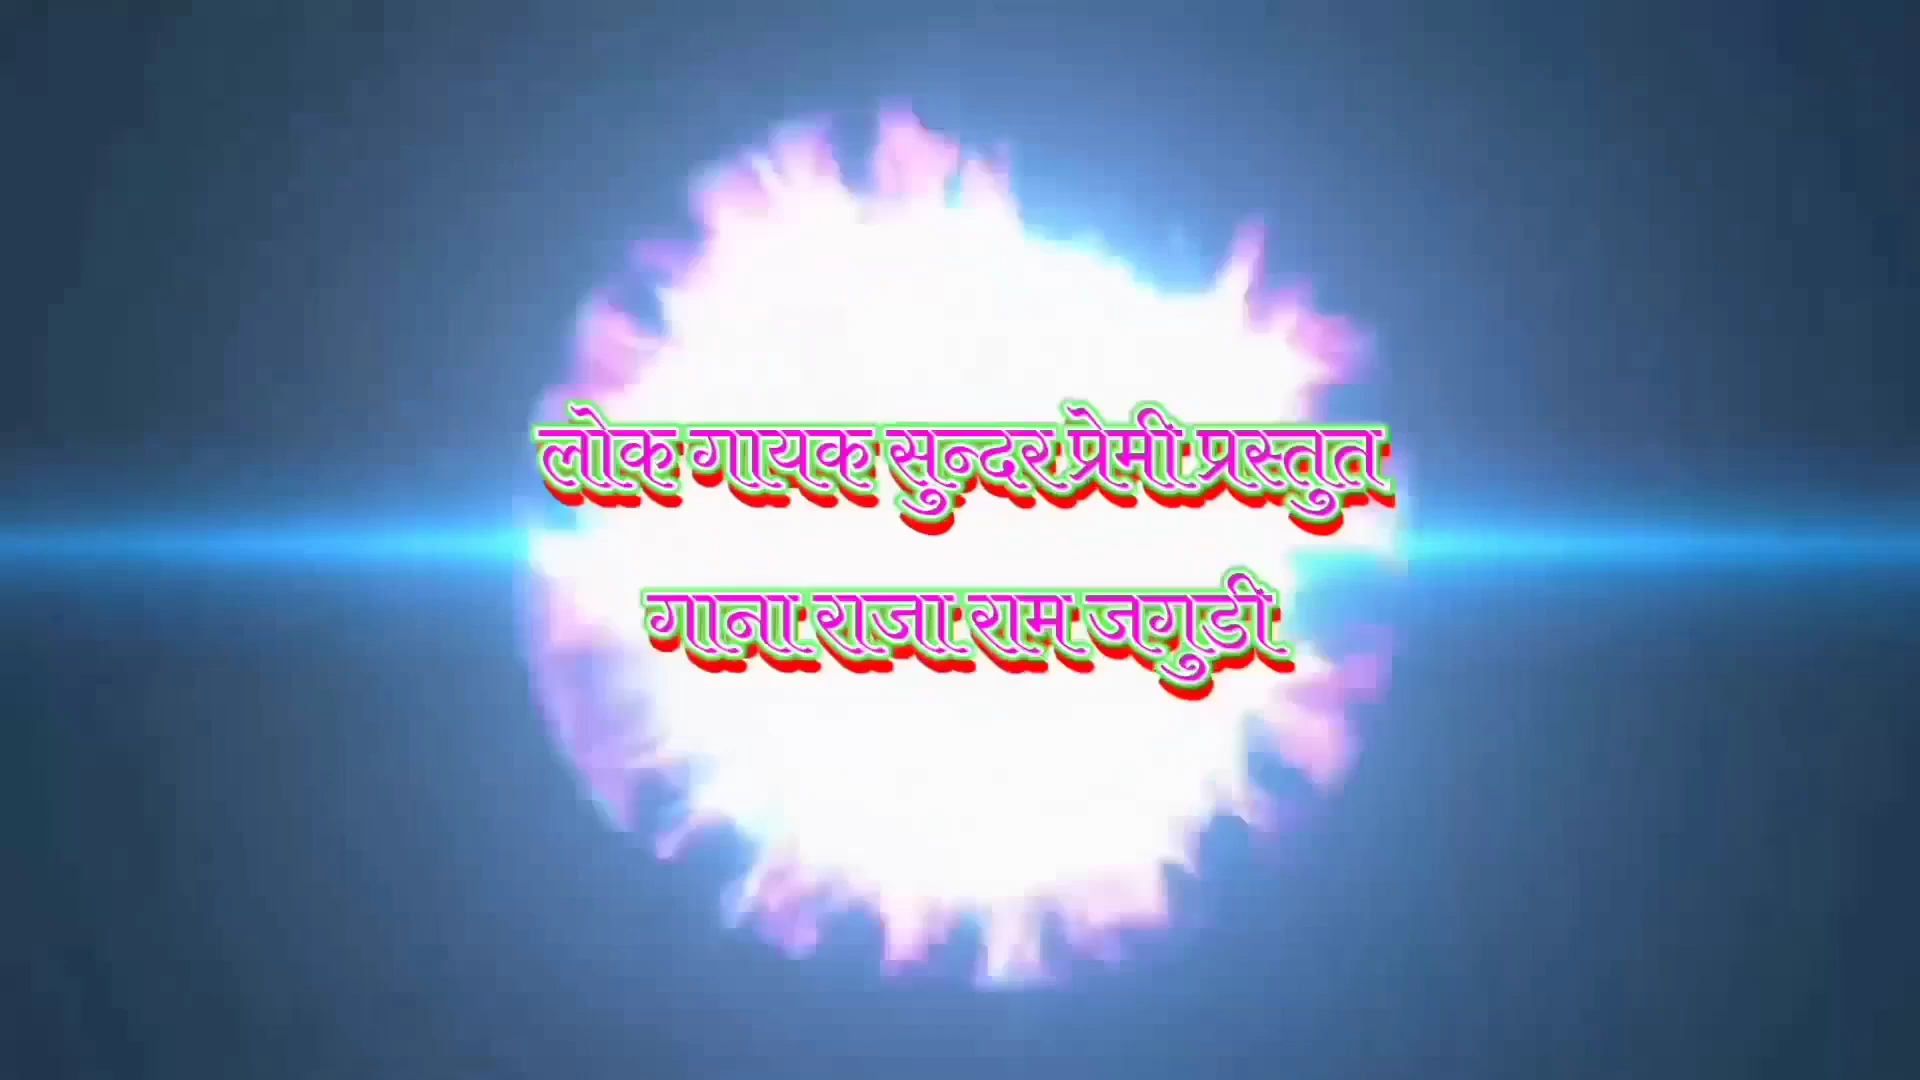 लोक गायक सुन्दर प्रेमी प्रस्तुत
गाना राजा राम जगुडी